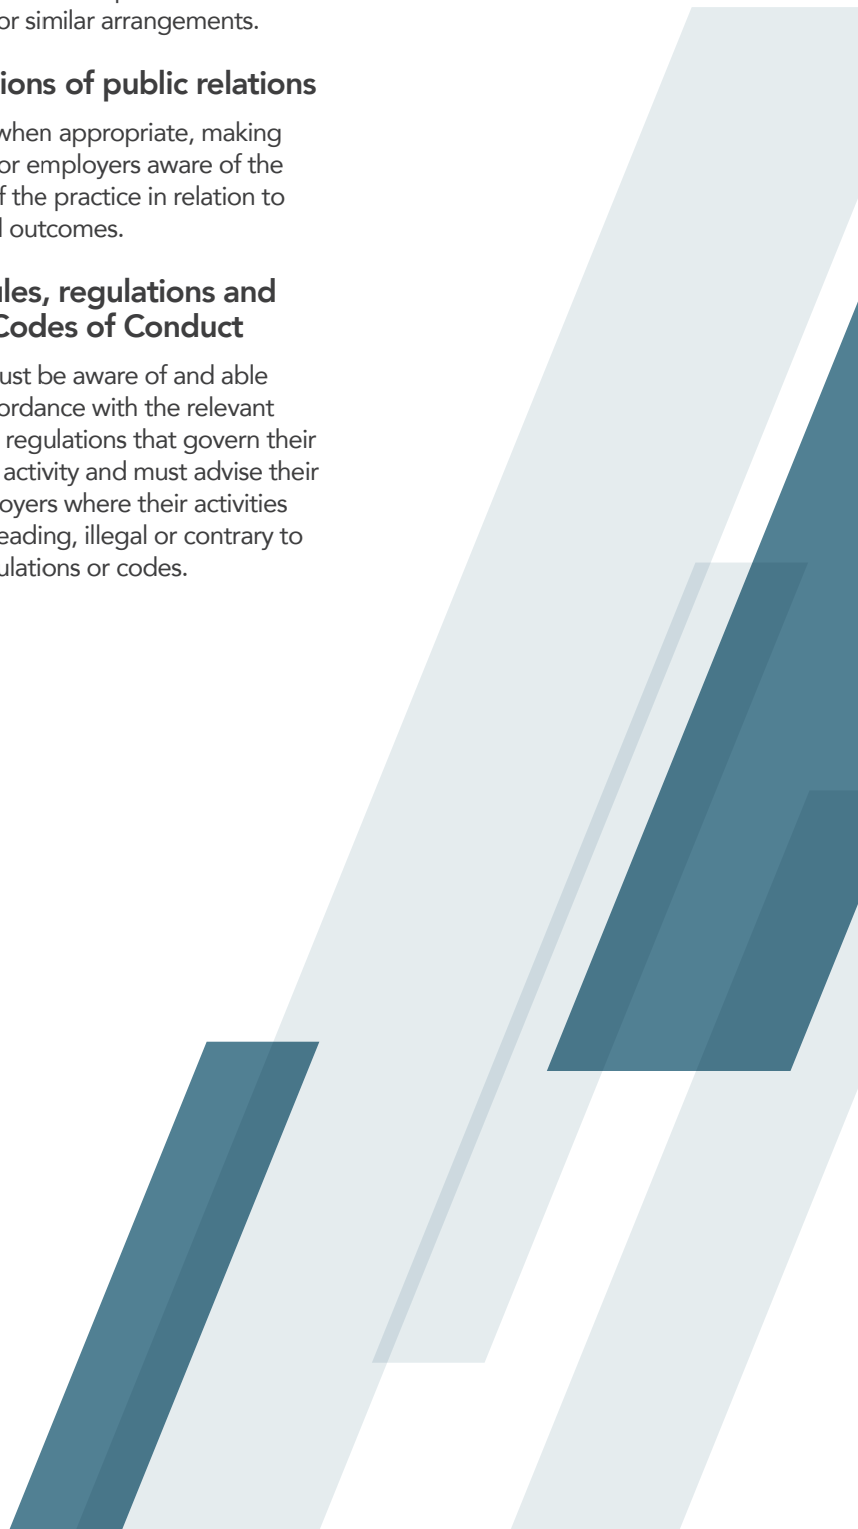 or similar arrangements.
ions of public relations
when appropriate, making
or employers aware of the
f the practice in relation to
l outcomes.
ules, regulations and
Codes of Conduct
ust be aware of and able
ordance with the relevant
regulations that govern their
activity and must advise their
oyers where their activities
eading, illegal or contrary to
ulations or codes.